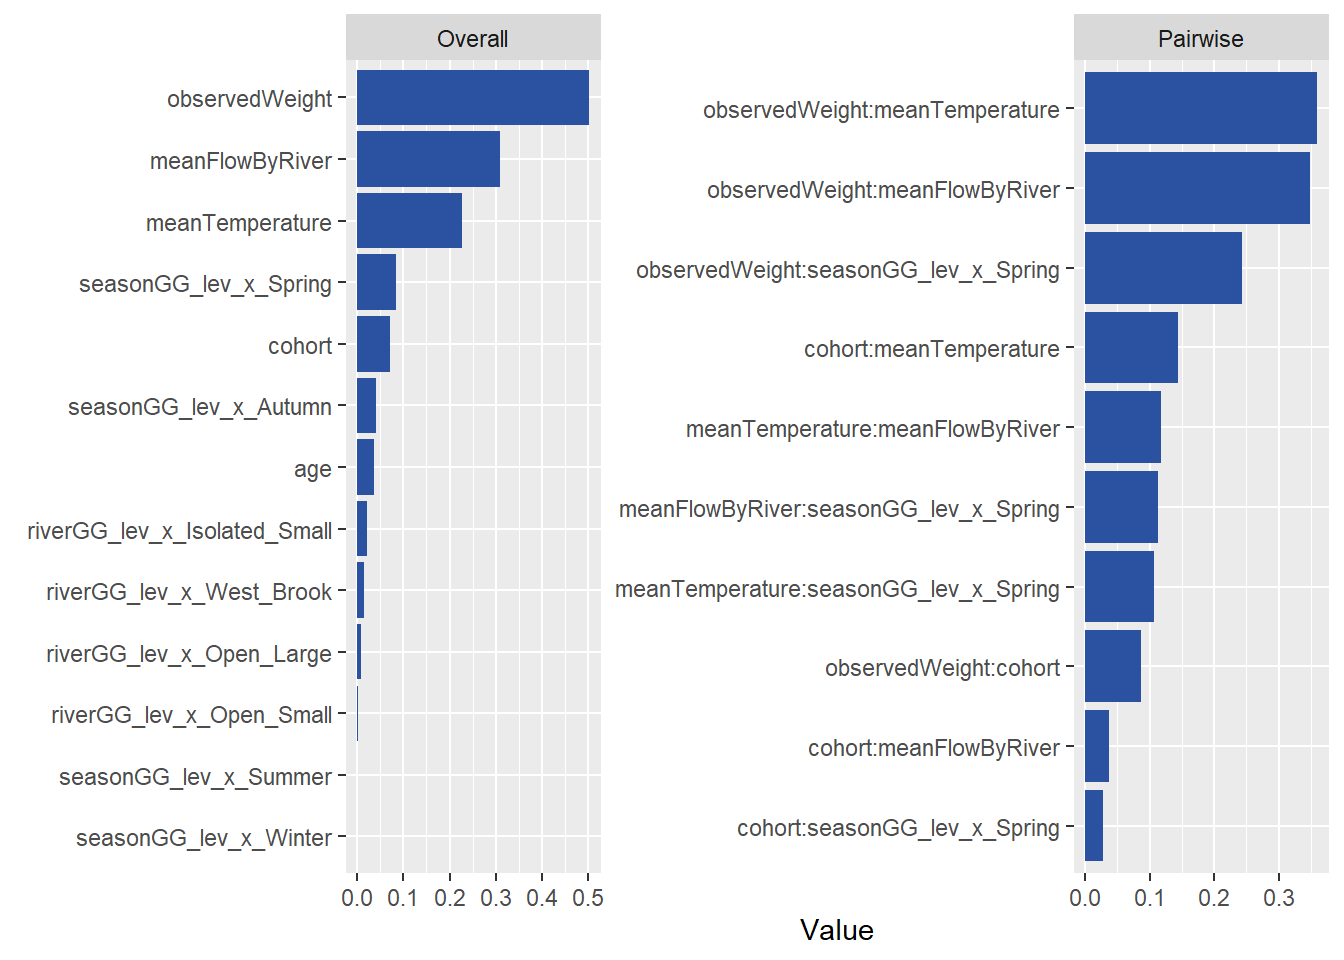 Overall
observedWeight
meanFlowByRiver
meanTemperature
seasonGG_lev_x_Spring
cohort
seasonGG_lev_x_Autumn
age
riverGG_lev_x_Isolated_Small
riverGG_lev_x_West_Brook
riverGG_lev_x_Open_Large
riverGG_lev_x_Open_Small
seasonGG_lev_x_Summer
seasonGG_lev_x_Winter
0.0 0.1 0.2 0.3 0.4 0.5
Pairwise
observedWeight:meanTemperature
observedWeight:meanFlowByRiver
observedWeight:seasonGG_lev_x_Spring
cohort:meanTemperature
meanTemperature:meanFlowByRiver
meanFlowByRiver:seasonGG_lev_x_Spring
meanTemperature:seasonGG_lev_x_Spring
observedWeight:cohort
cohort:meanFlowByRiver
cohort:seasonGG_lev_x_Spring
0.0 0.1 0.2 0.3
Value